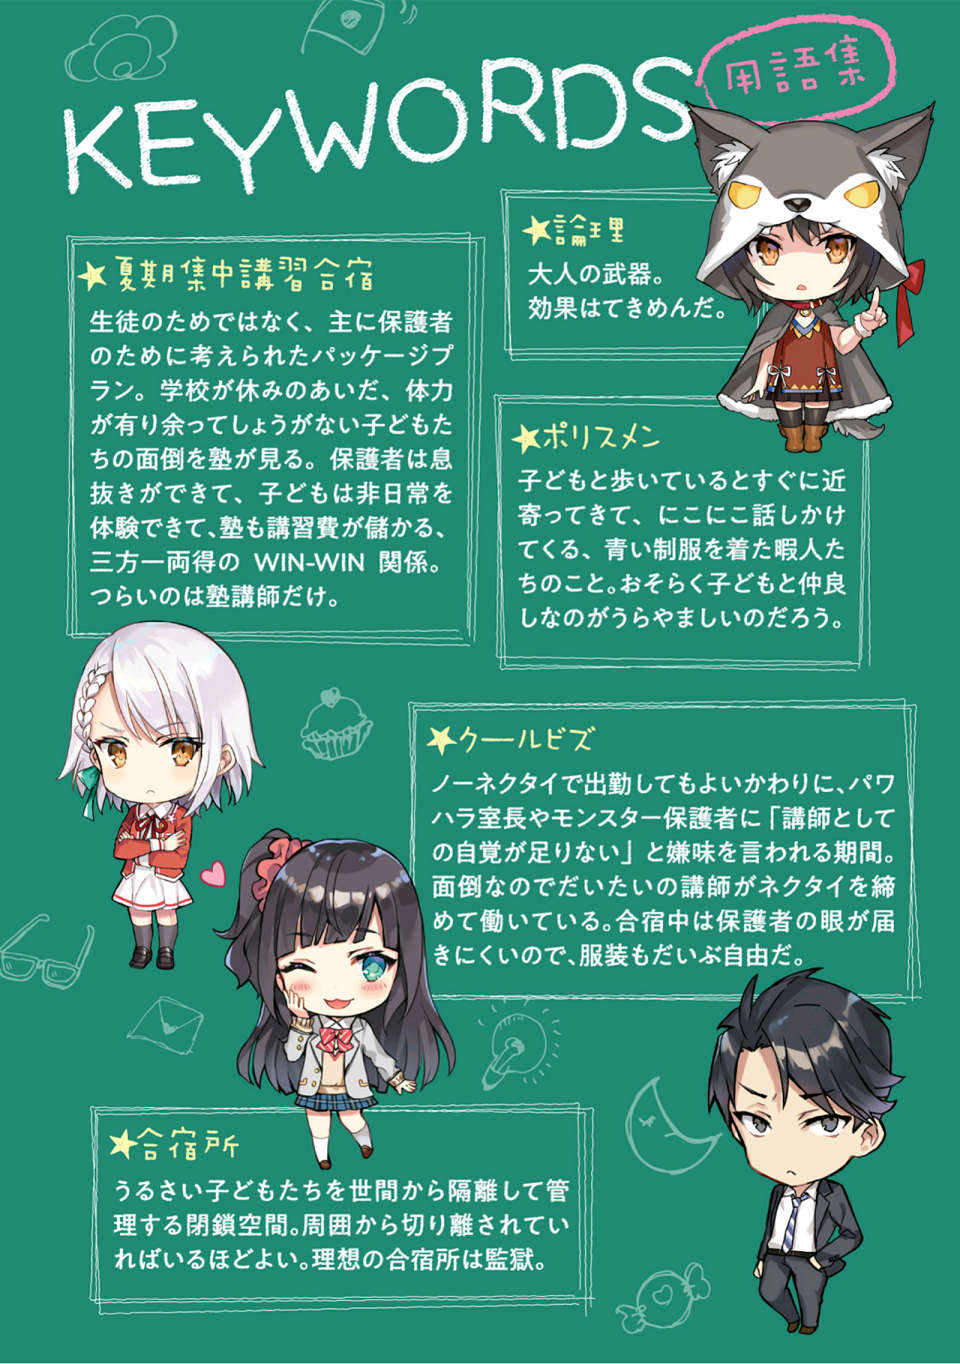 KEYWORDS
用語集
★夏期集中講習合宿
生徒のためではなく、主に保護者
のために考えられたパッケージプ
ラン。学校が休みのあいだ、体力
が有り余ってしょうがない子どもた
ちの面倒を塾が見る。保護者は息
抜きができて、子どもは非日常を
体験できて、塾も講習費が儲かる、
三方一両得の WIN-WIN 関係。
つらいのは塾講師だけ。
★論理
大人の武器。
効果はてきめんだ。
★ポリスメン
子どもと歩いているとすぐに近
寄ってきて、にこにこ話しかけ
てくる、青い制服を着た暇人た
ちのこと。おそらく子どもと仲良
しなのがうらやましいのだろう。
★クールビズ
ノーネクタイで出勤してもよいかわりに、パワ
ハラ室長やモンスター保護者に「講師として
の自覚が足りない」と嫌味を言われる期間。
面倒なのでだいたいの講師がネクタイを締
めて働いている。合宿中は保護者の眼が届
きにくいので、服装もだいぶ自由だ。
★合宿所
うるさい子どもたちを世間から隔離して管
理する閉鎖空間。周囲から切り離されてい
ればいるほどよい。理想の合宿所は監獄。